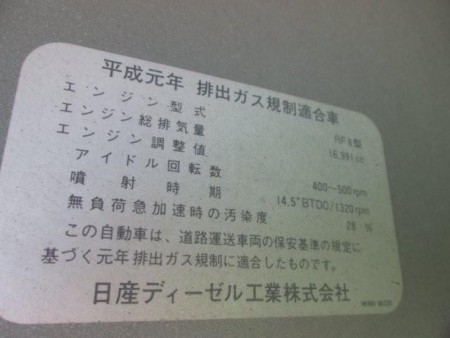 平成元年 排出ガス規制適合車
エンジン型式 RF8型
エンジン総排気量 16,991cc
エンジン調整値
アイドル回転数 400~500rpm
噴射時期 14.5°BTDC/1320rpm
無負荷急加速時の汚染度 28 %
この自動車は、道路運送車両の保安基準の規定に
基づく元年排出ガス規制に適合したものです。
日産ディーゼル工業株式会社